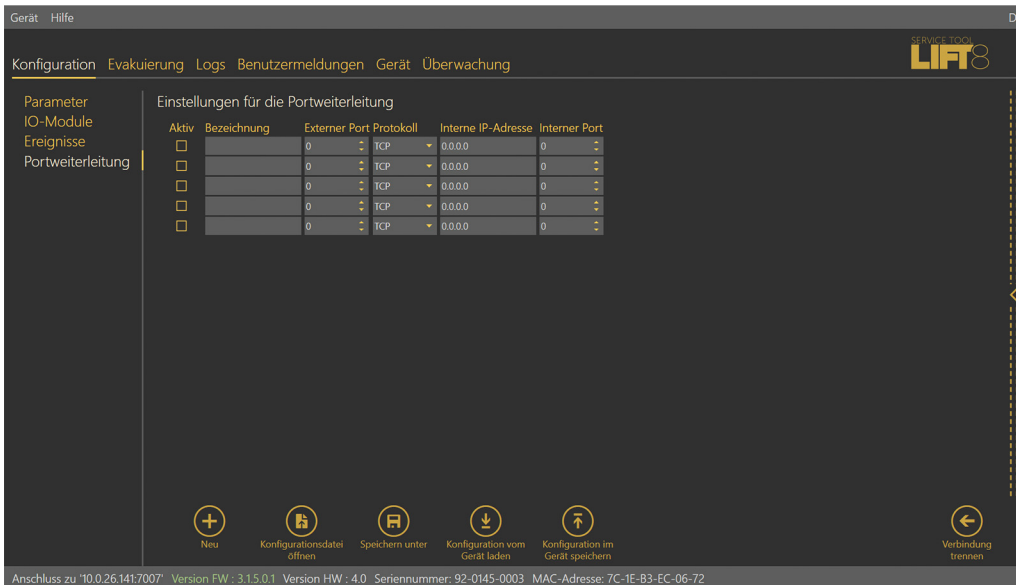 Gerät Hilfe D
SERVICE TOOL
LIFT8
Konfiguration Evakuierung Logs Benutzermeldungen Gerät Überwachung
Parameter
IO-Module
Ereignisse
Portweiterleitung
Einstellungen für die Portweiterleitung
Aktiv Bezeichnung Externer Port Protokoll Interne IP-Adresse Interner Port
0 TCP 0.0.0.0 0
0 TCP 0.0.0.0 0
0 TCP 0.0.0.0 0
0 TCP 0.0.0.0 0
0 TCP 0.0.0.0 0
Neu
Konfigurationsdatei
öffnen
Speichern unter
Konfiguration vom
Gerät laden
Konfiguration im
Gerät speichern
Verbindung
trennen
Anschluss zu '10.0.26.141:7007' Version FW : 3.1.5.0.1 Version HW : 4.0 Seriennummer: 92-0145-0003 MAC-Adresse: 7C-1E-B3-EC-06-72